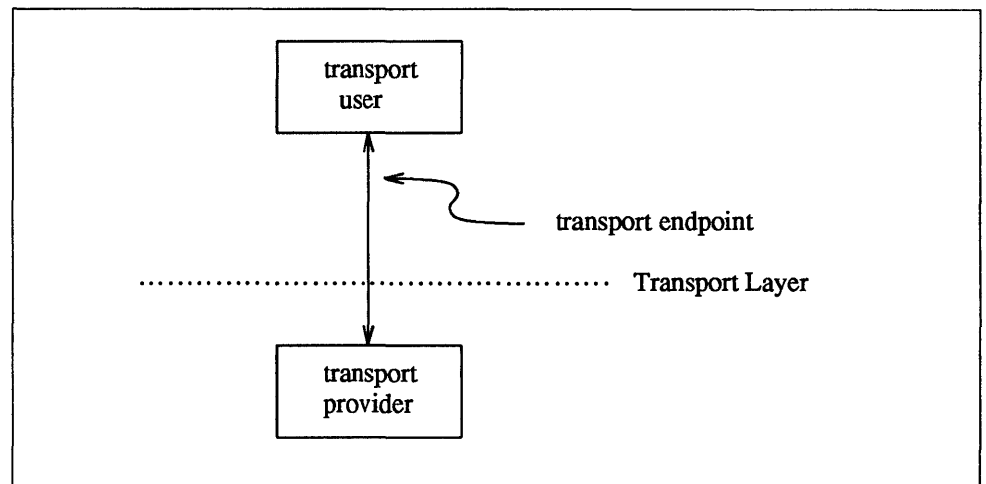 transport
user
transport endpoint
Transport Layer
transport
provider